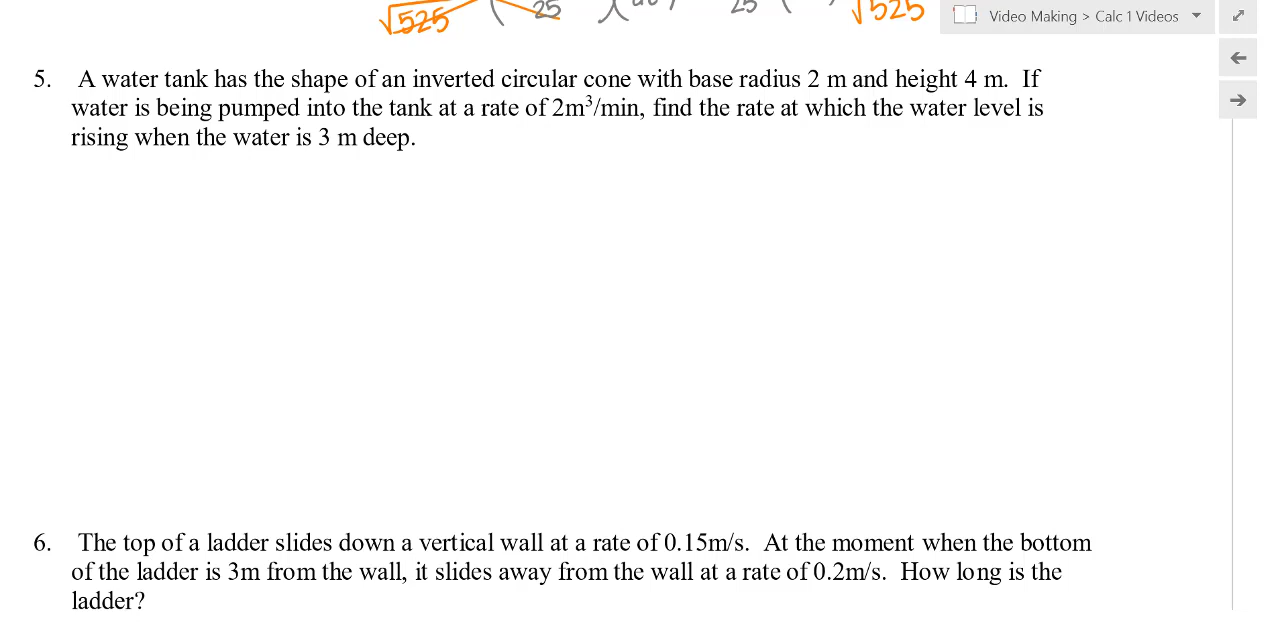 √525 25 25 √525 Video Making > Calc 1 Videos
5. A water tank has the shape of an inverted circular cone with base radius 2 m and height 4 m. If
water is being pumped into the tank at a rate of 2m³/min, find the rate at which the water level is
rising when the water is 3 m deep.
6. The top of a ladder slides down a vertical wall at a rate of 0.15m/s. At the moment when the bottom
of the ladder is 3m from the wall, it slides away from the wall at a rate of 0.2m/s. How long is the
ladder?